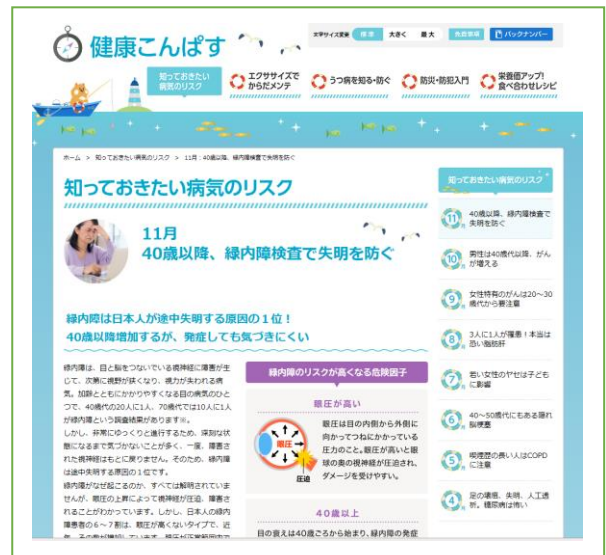 健康こんぱす
文字サイズ変更 標準 大きく 最大 免責事項 バックナンバー
知っておきたい
病気のリスク
エクササイズで
からだメンテ
うつ病を知る・防ぐ
防災・防犯入門
栄養価アップ!
食べ合わせレシピ
ホーム > 知っておきたい病気のリスク > 11月:40歳以降、緑内障検査で失明を防ぐ
知っておきたい病気のリスク
11月
40歳以降、緑内障検査で失明を防ぐ
緑内障は日本人が途中失明する原因の1位!
40歳以降増加するが、発症しても気づきにくい
緑内障は、目と脳をつないでいる視神経に障害が生
じて、次第に視野が狭くなり、視力が失われる病
気。加齢とともにかかりやすくなる目の病気のひと
つで、40歳代の20人に1人、70歳代では10人に1人
が緑内障という調査結果があります※。
しかし、非常にゆっくりと進行するため、深刻な状
態になるまで気づかないことが多く、一度、障害さ
れた視神経はもとに戻りません。そのため、緑内障
は途中失明する原因の1位です。
緑内障がなぜ起こるのか、すべては解明されていま
せんが、眼圧の上昇によって視神経が圧迫、障害さ
れることがわかっています。しかし、日本人の緑内
障患者の6~7割は、眼圧が高くないタイプで、近
緑内障のリスクが高くなる危険因子
眼圧が高い
眼圧
圧迫
眼圧は目の内側から外側に
向かってつねにかかっている
圧力のこと。眼圧が高いと眼
球の奥の視神経が圧迫され、
ダメージを受けやすい。
40歳以上
目の衰えは40歳ごろから始まり、緑内障の発症
知っておきたい病気のリスク
11月 40歳以降、緑内障検査で
失明を防ぐ
10月 男性は40歳代以降、がん
が増える
9月 女性特有のがんは20~30
歳代から要注意
8月 3人に1人が罹患!本当は
恐い脂肪肝
7月 若い女性のヤセは子ども
に影響
6月 40~50歳代にもある隠れ
脳梗塞
5月 喫煙歴の長い人はCOPD
に注意
4月 足の壊疽、失明、人工透
析。糖尿病は怖い